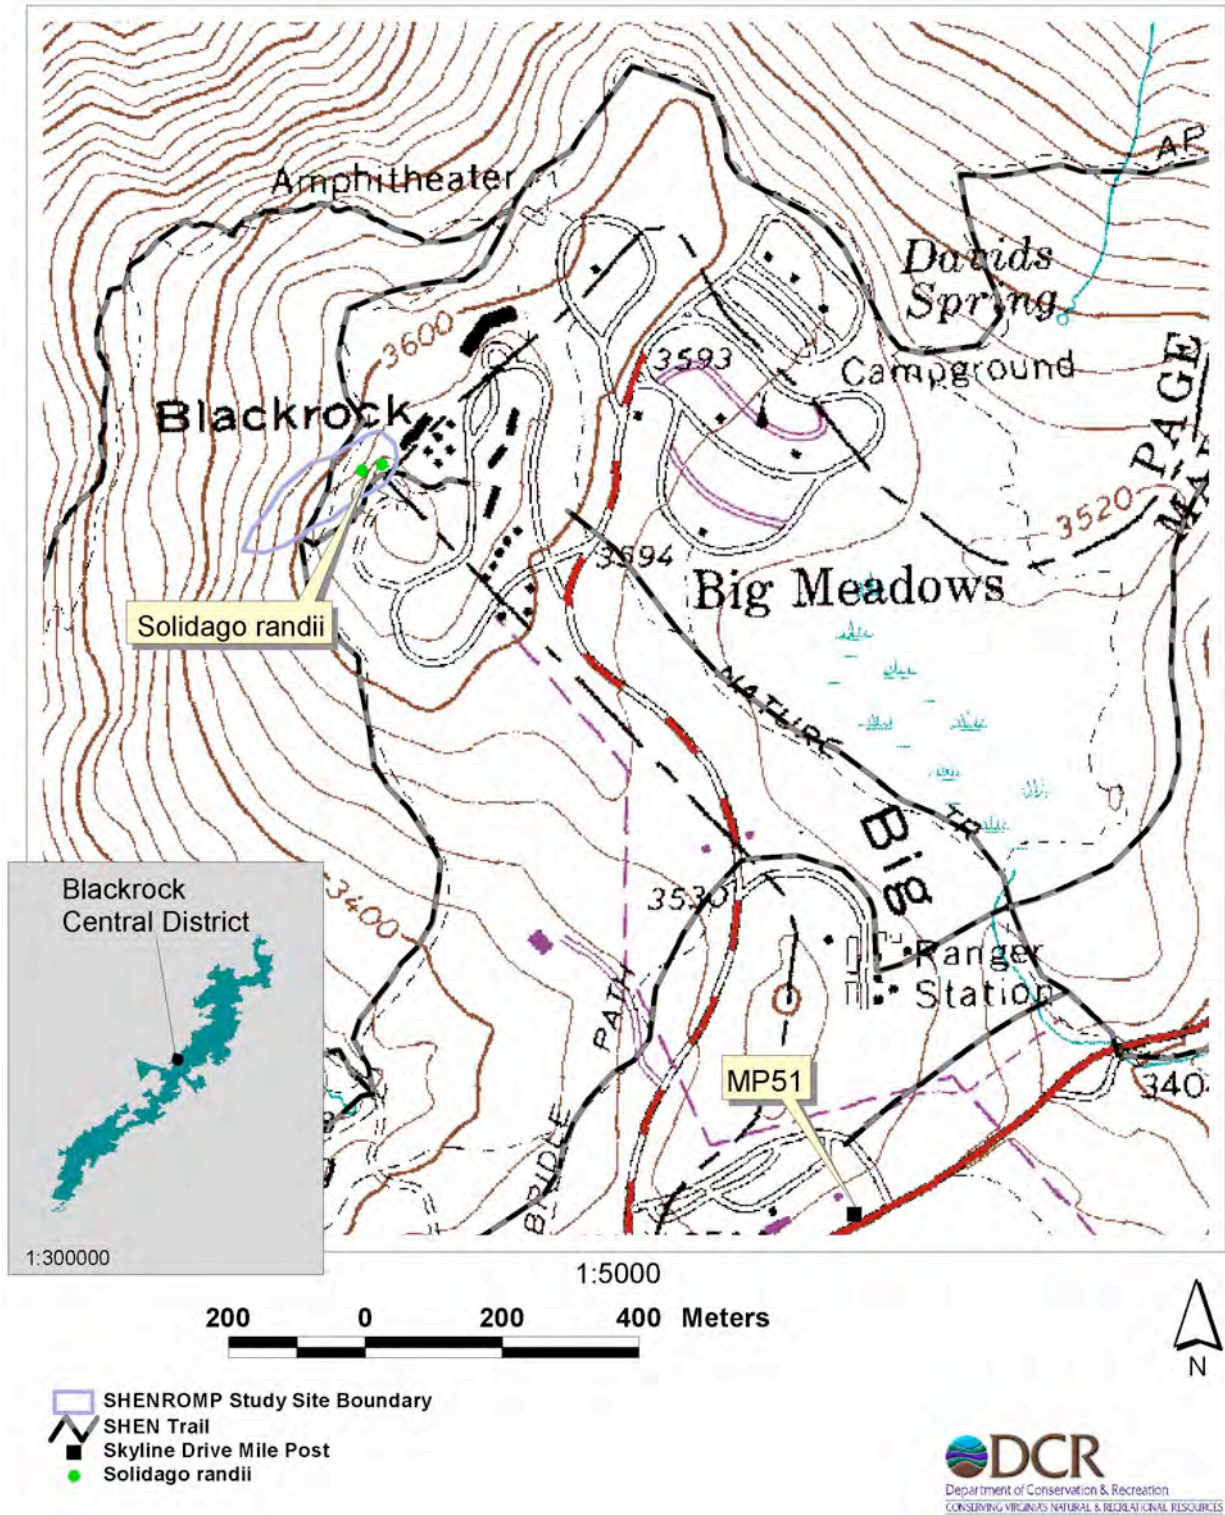 AP
Amphitheater
Davids
Spring
PAGE
3600
3593
Campground
Blackrock
3520
3594
Big Meadows
Solidago randii
NATURE
TR
Big
3400
3530
Blackrock
Central District
Ranger
Station
PATH
MP51
340
BRIDLE
1:300000
1:5000
200 0 200 400 Meters
N
SHENROMP Study Site Boundary
SHEN Trail
Skyline Drive Mile Post
Solidago randii
DCR
Department of Conservation & Recreation
CONSERVING VIRGINIA'S NATURAL & RECREATIONAL RESOURCES